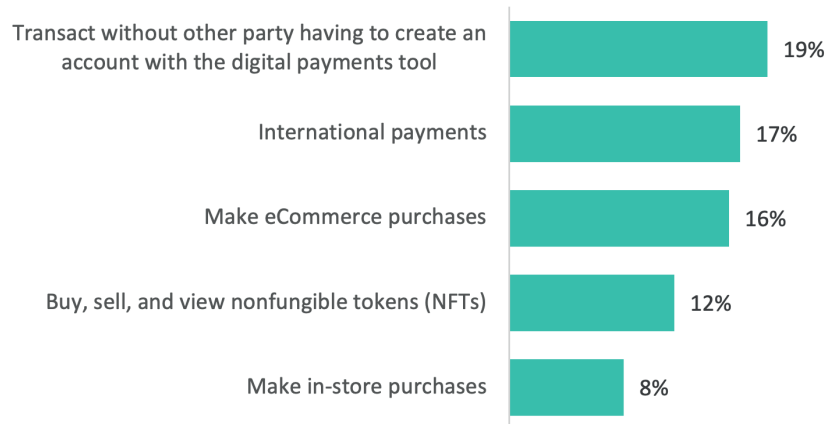 Transact without other party having to create an
account with the digital payments tool
19%
International payments
17%
Make eCommerce purchases
16%
Buy, sell, and view nonfungible tokens (NFTs)
12%
Make in-store purchases
8%